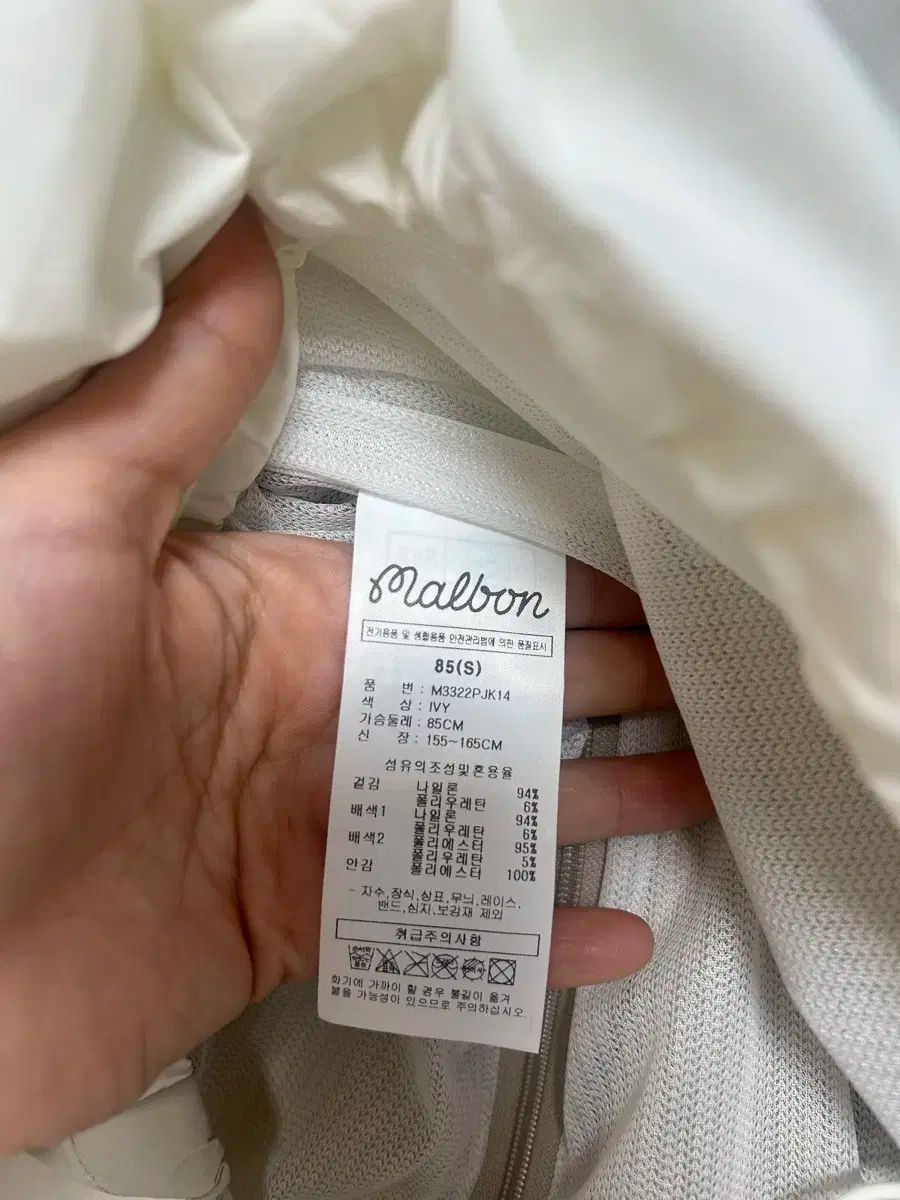 Malbon
전기용품 및 생활용품 안전관리법에 의한 품질표시
85(S)
품 번 : M3322PJK14
색 상 : IVY
가슴둘레 : 85CM
신 장 : 155~165CM
섬유의조성및혼용율
겉감 나일론 94%
폴리우레탄 6%
배색1 나일론 94%
폴리우레탄 6%
배색2 폴리에스터 95%
폴리우레탄 5%
안감 폴리에스터 100%
- 자수,장식,상표,무늬,레이스,
밴드,심지,보강재 제외
취급주의사항
화기에 가까이 할 경우 불길이 옮겨
붙을 가능성이 있으므로 주의하십시오.